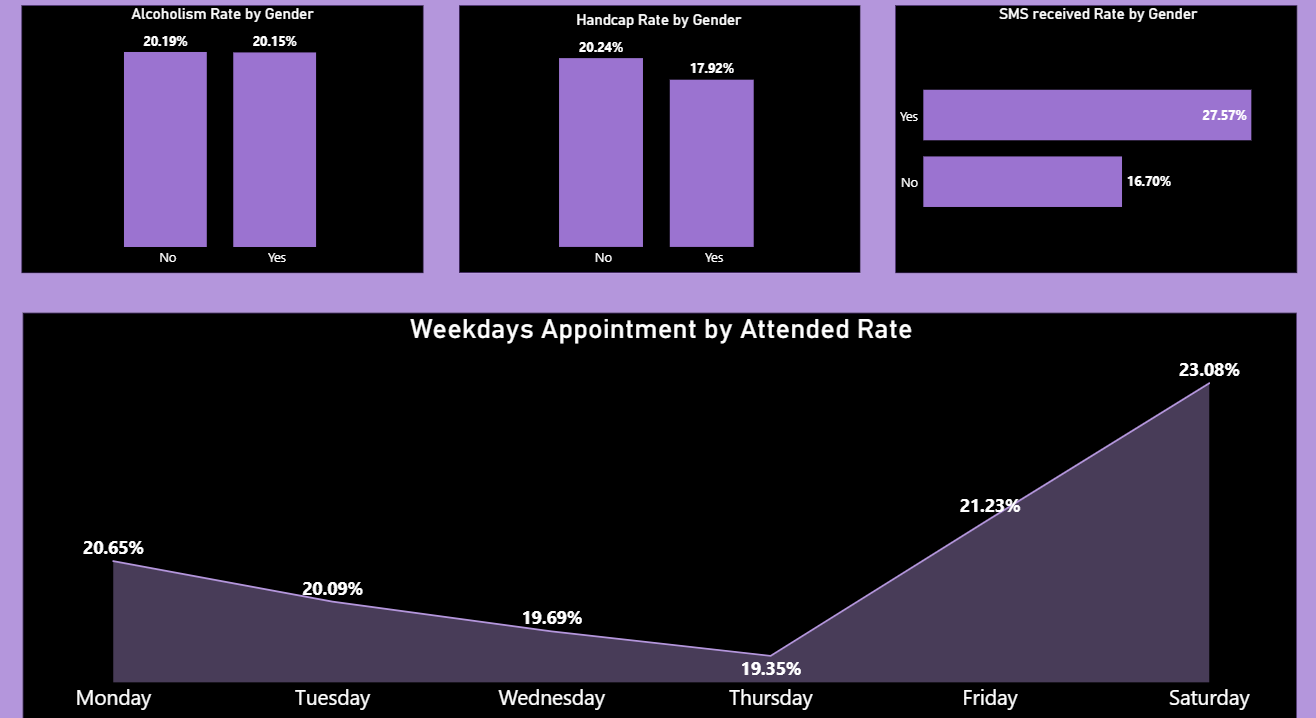 Alcoholism Rate by Gender
20.19%
20.15%
No
Yes
Handcap Rate by Gender
20.24%
17.92%
No
Yes
SMS received Rate by Gender
Yes
27.57%
No
16.70%
Weekdays Appointment by Attended Rate
20.65%
20.09%
19.69%
19.35%
21.23%
23.08%
Monday
Tuesday
Wednesday
Thursday
Friday
Saturday